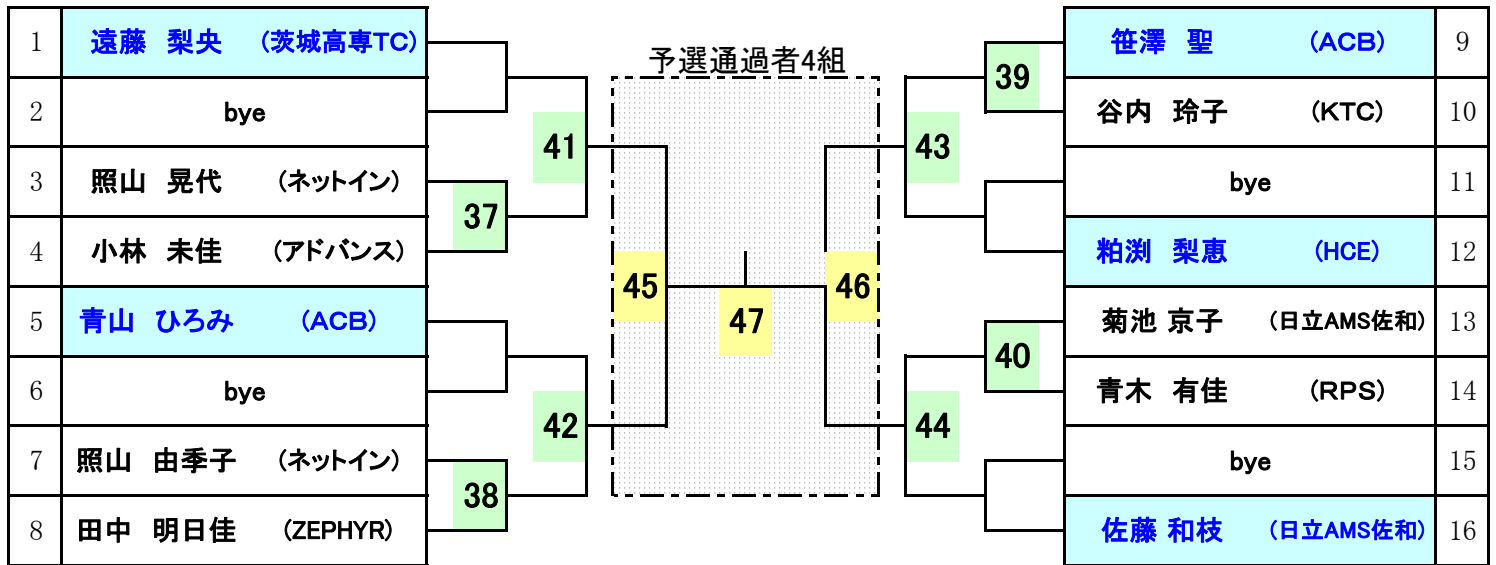 予選通過者4組
1 遠藤 梨央 (茨城高専TC)
2 bye
3 照山 晃代 (ネットイン)
4 小林 未佳 (アドバンス)
5 青山 ひろみ (ACB)
6 bye
7 照山 由季子 (ネットイン)
8 田中 明日佳 (ZEPHYR)
37
38
41
42
45
47
46
43
44
39
40
笹澤 聖 (ACB) 9
谷内 玲子 (KTC) 10
bye 11
粕渕 梨恵 (HCE) 12
菊池 京子 (日立AMS佐和) 13
青木 有佳 (RPS) 14
bye 15
佐藤 和枝 (日立AMS佐和) 16